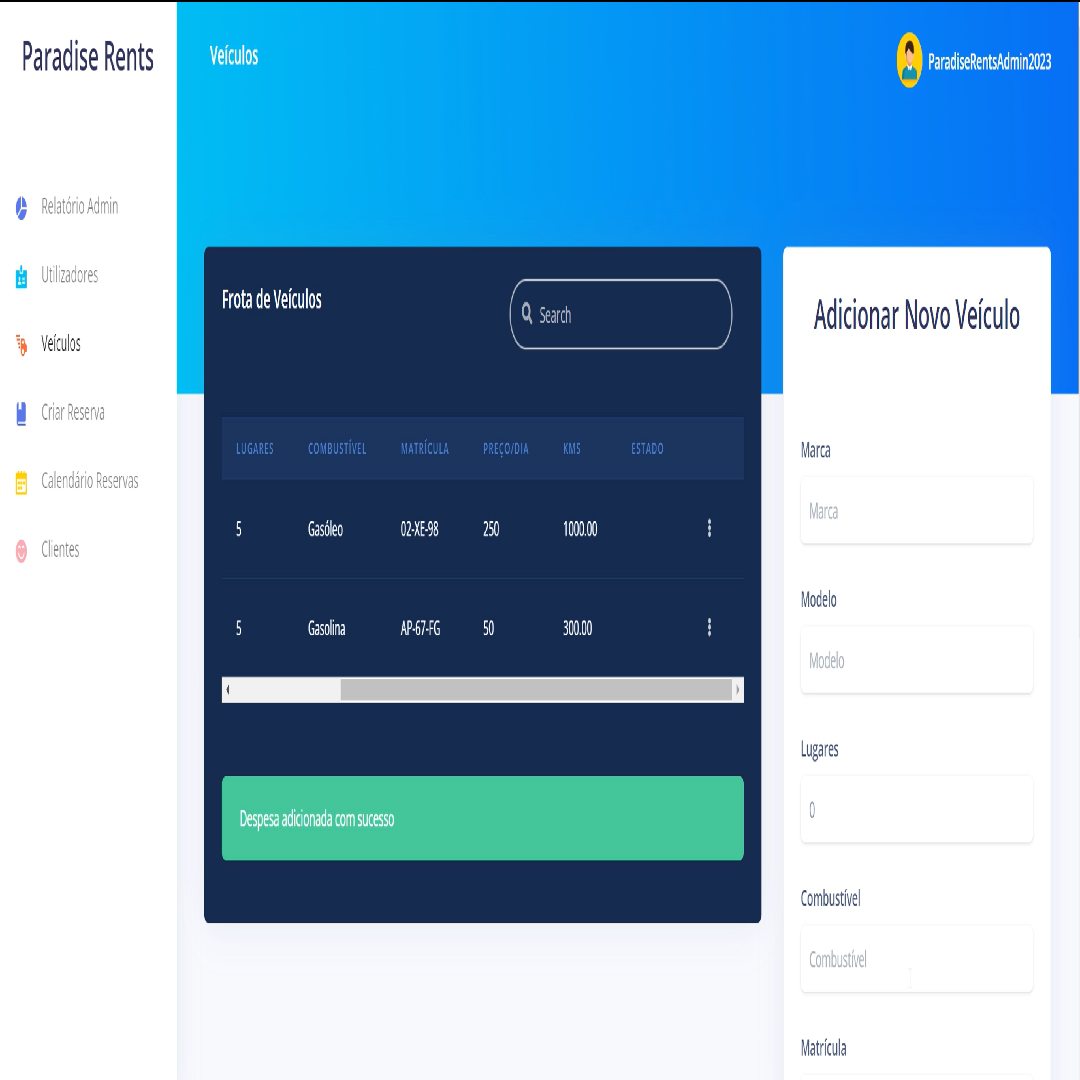 Paradise Rents
Veículos
ParadiseRentsAdmin2023
Relatório Admin
Utilizadores
Veículos
Criar Reserva
Calendário Reservas
Clientes
Frota de Veículos
Search
LUGARES COMBUSTÍVEL MATRÍCULA PREÇO/DIA KMS ESTADO
5 Gasóleo 02-XE-98 250 1000.00
5 Gasolina AP-67-FG 50 300.00
Despesa adicionada com sucesso
Adicionar Novo Veículo
Marca
Marca
Modelo
Modelo
Lugares
0
Combustível
Combustível
Matrícula